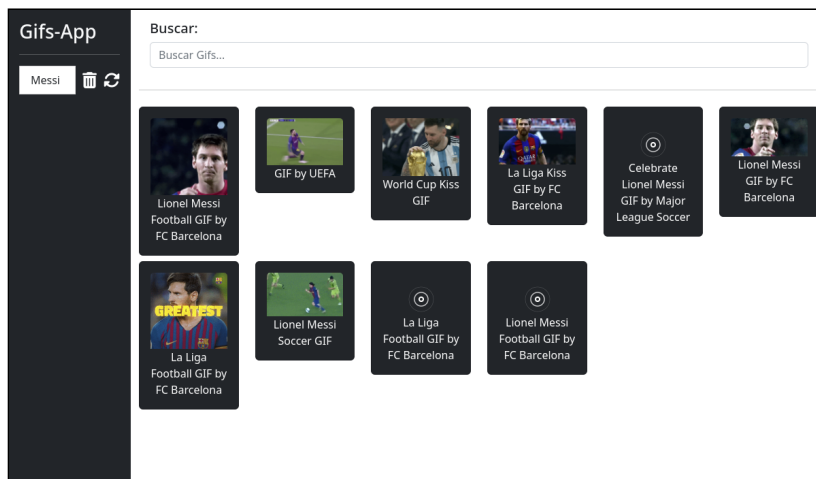 Gifs-App
Buscar:
Buscar Gifs...
Messi
Lionel Messi
Football GIF by
FC Barcelona
GIF by UEFA
World Cup Kiss
GIF
La Liga Kiss
GIF by FC
Barcelona
Celebrate
Lionel Messi
GIF by Major
League Soccer
Lionel Messi
GIF by FC
Barcelona
GREATEST
La Liga
Football GIF by
FC Barcelona
Lionel Messi
Soccer GIF
La Liga
Football GIF by
FC Barcelona
Lionel Messi
Football GIF by
FC Barcelona